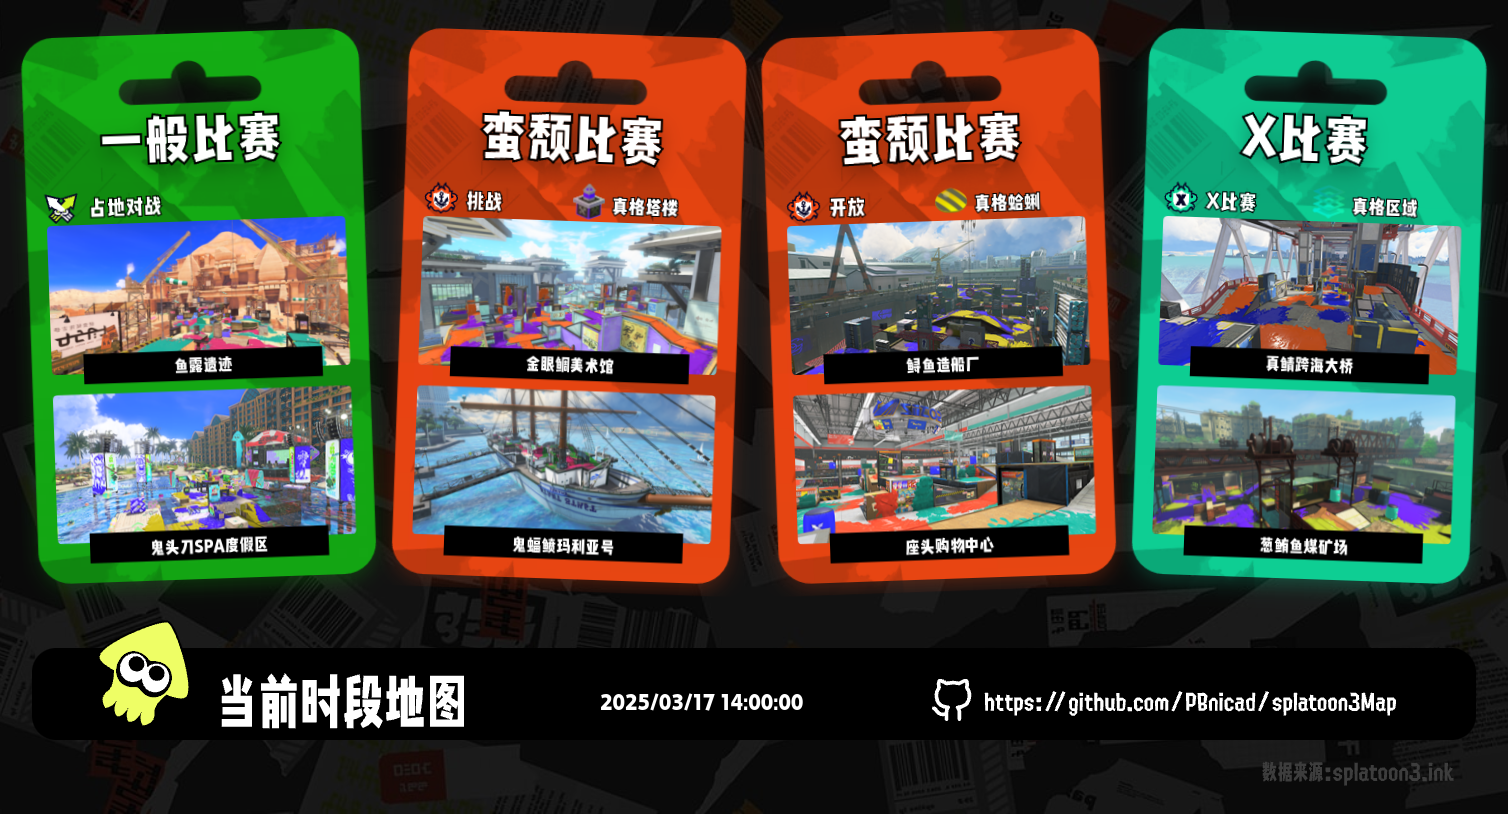 一般比赛
占地对战
鱼露遗迹
鬼头刀SPA度假区
蛮颓比赛
挑战
真格塔楼
金眼鲷美术馆
鬼蝠鲼玛利亚号
蛮颓比赛
开放
真格蛤蜊
鲟鱼造船厂
座头购物中心
X比赛
X比赛
真格区域
真鲭跨海大桥
葱鲔鱼煤矿场
当前时段地图
2025/03/17 14:00:00
https://github.com/PBnicad/splatoon3Map
数据来源:splatoon3.ink